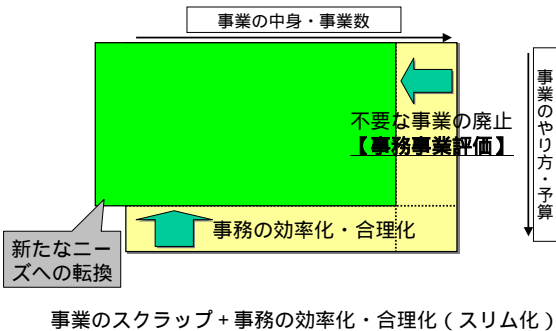 事業の中身・事業数
事業のやり方・予算
不要な事業の廃止
【事務事業評価】
事務の効率化・合理化
新たなニー
ズへの転換
事業のスクラップ+事務の効率化・合理化(スリム化)